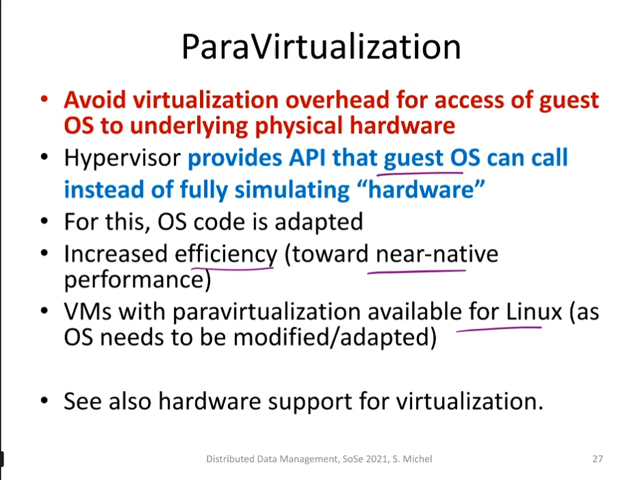 ParaVirtualization
• Avoid virtualization overhead for access of guest
OS to underlying physical hardware
• Hypervisor provides API that guest OS can call
instead of fully simulating “hardware”
• For this, OS code is adapted
• Increased efficiency (toward near-native
performance)
• VMs with paravirtualization available for Linux (as
OS needs to be modified/adapted)
• See also hardware support for virtualization.
Distributed Data Management, SoSe 2021, S. Michel
27